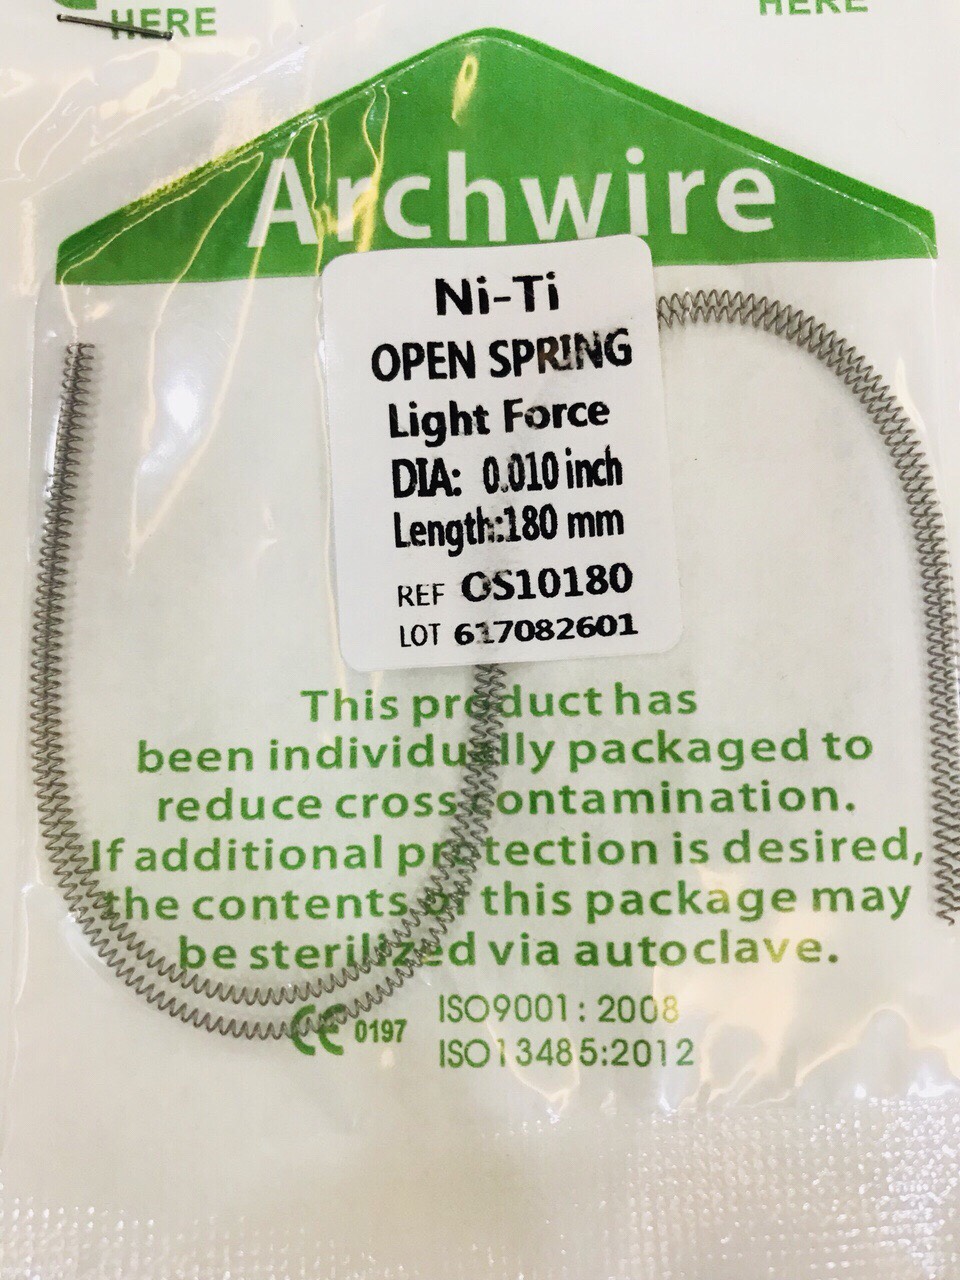 HERE
HERE
Archwire
Ni-Ti
OPEN SPRING
Light Force
DIA: 0.010 inch
Length:180 mm
REF OS10180
LOT 617082601
This product has
been individually packaged to
reduce cross contamination.
If additional protection is desired,
the contents of this package may
be sterilized via autoclave.
CE 0197
ISO9001: 2008
ISO13485:2012